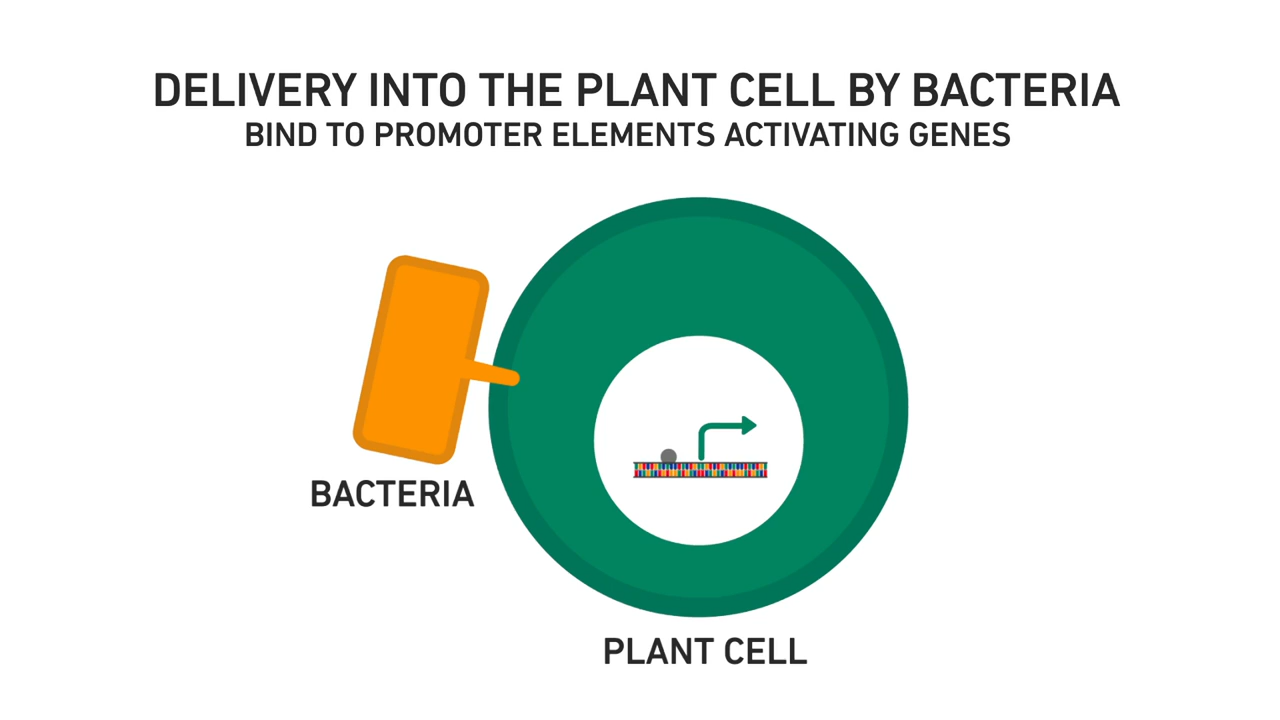 DELIVERY INTO THE PLANT CELL BY BACTERIA
BIND TO PROMOTER ELEMENTS ACTIVATING GENES
BACTERIA
PLANT CELL